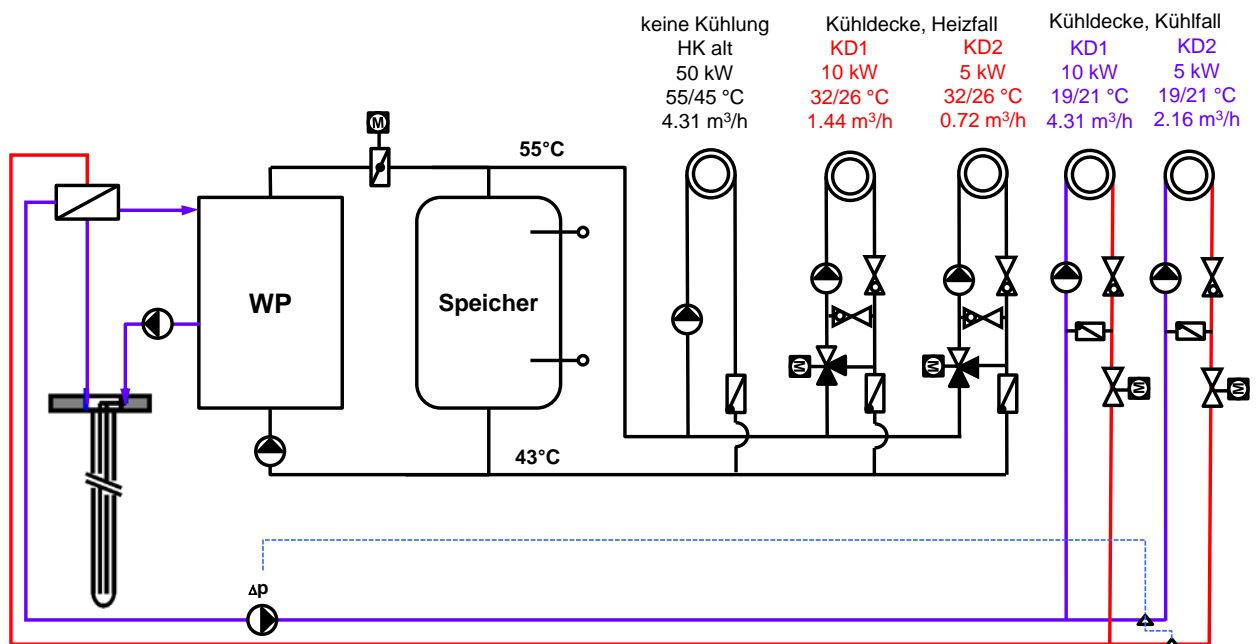 keine Kühlung
HK alt
50 kW
55/45 °C
4.31 m³/h
Kühldecke, Heizfall
KD1
10 kW
32/26 °C
1.44 m³/h
KD2
5 kW
32/26 °C
0.72 m³/h
Kühldecke, Kühlfall
KD1
10 kW
19/21 °C
4.31 m³/h
KD2
5 kW
19/21 °C
2.16 m³/h
M
55°C
WP
Speicher
M
M
M
M
43°C
Δp